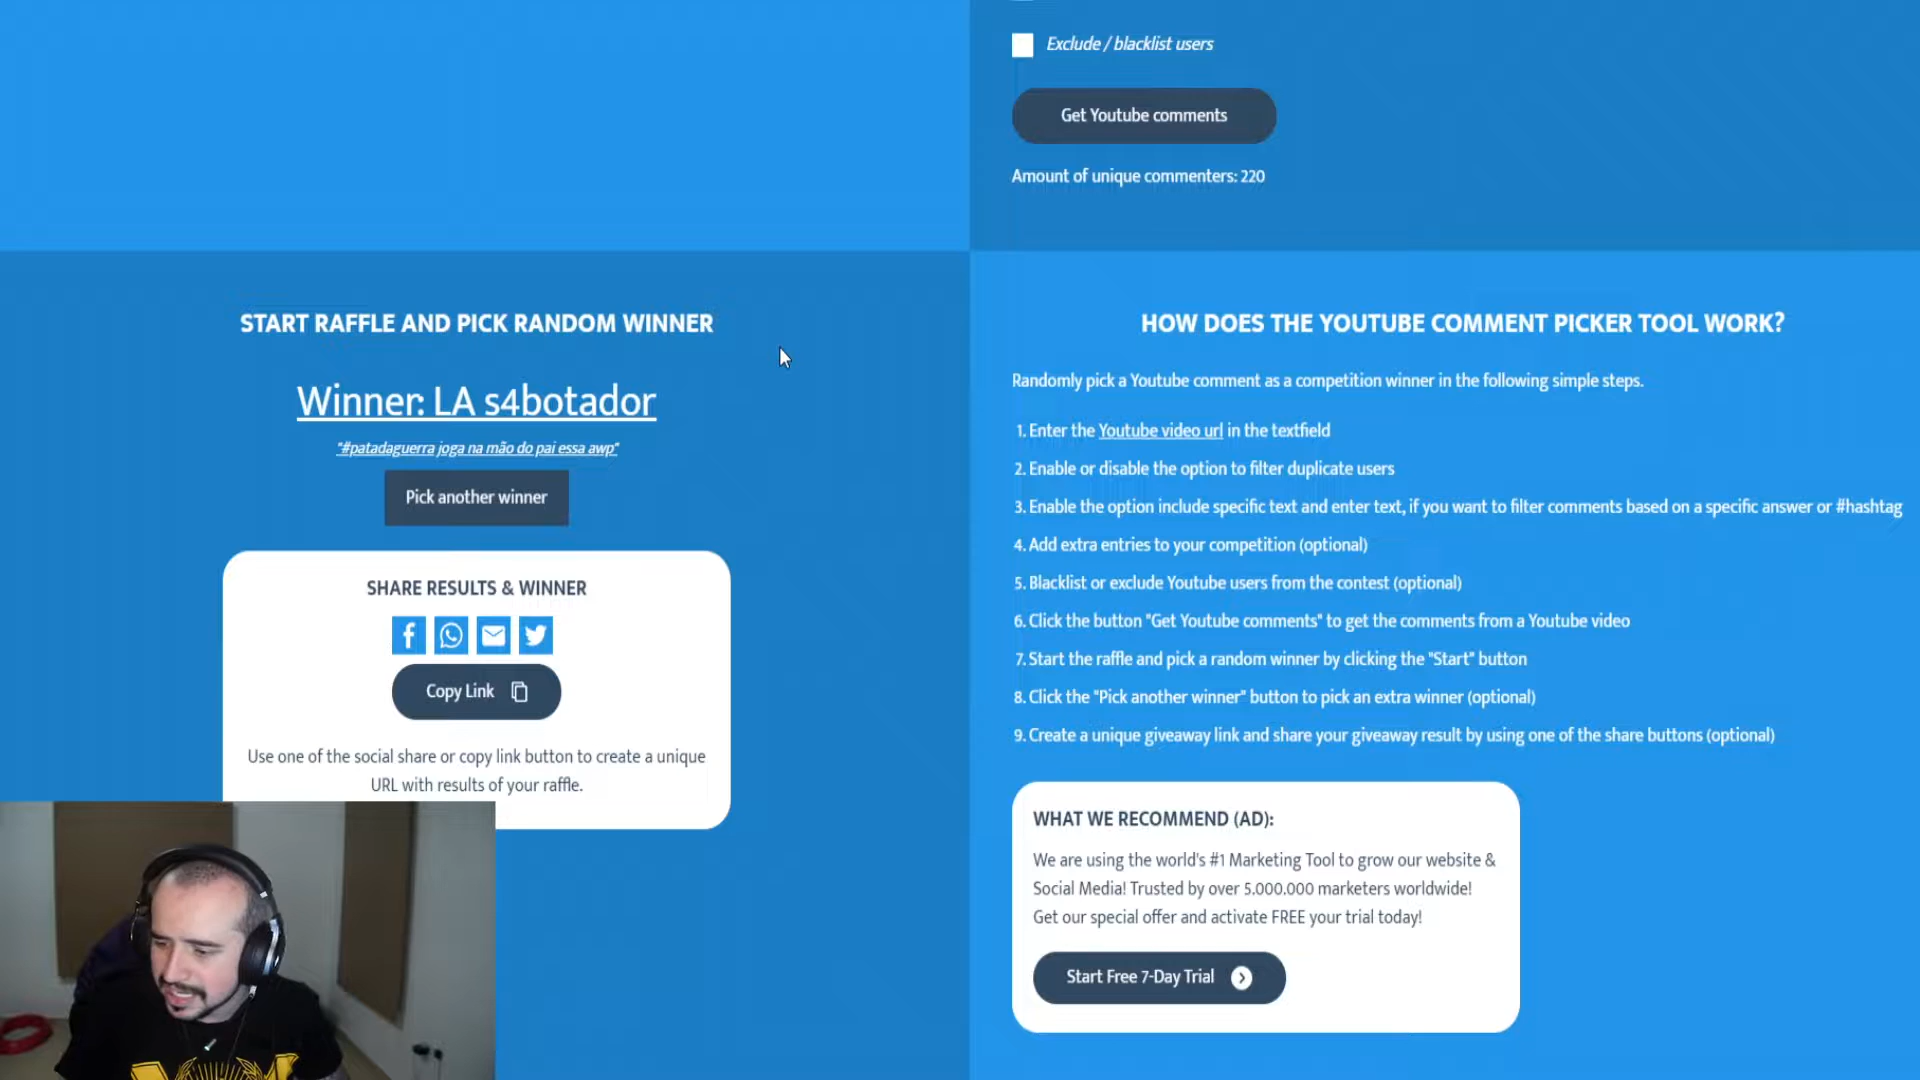 Exclude / blacklist users
Get Youtube comments
Amount of unique commenters: 220
START RAFFLE AND PICK RANDOM WINNER
Winner: LA s4botador
"#patadaguerra joga na mão do pai essa awp"
Pick another winner
SHARE RESULTS & WINNER
Copy Link
Use one of the social share or copy link button to create a unique
URL with results of your raffle.
HOW DOES THE YOUTUBE COMMENT PICKER TOOL WORK?
Randomly pick a Youtube comment as a competition winner in the following simple steps.
1. Enter the Youtube video url in the textfield
2. Enable or disable the option to filter duplicate users
3. Enable the option include specific text and enter text, if you want to filter comments based on a specific answer or #hashtag
4. Add extra entries to your competition (optional)
5. Blacklist or exclude Youtube users from the contest (optional)
6. Click the button "Get Youtube comments" to get the comments from a Youtube video
7. Start the raffle and pick a random winner by clicking the "Start" button
8. Click the "Pick another winner" button to pick an extra winner (optional)
9. Create a unique giveaway link and share your giveaway result by using one of the share buttons (optional)
WHAT WE RECOMMEND (AD):
We are using the world's #1 Marketing Tool to grow our website &
Social Media! Trusted by over 5.000.000 marketers worldwide!
Get our special offer and activate FREE your trial today!
Start Free 7-Day Trial